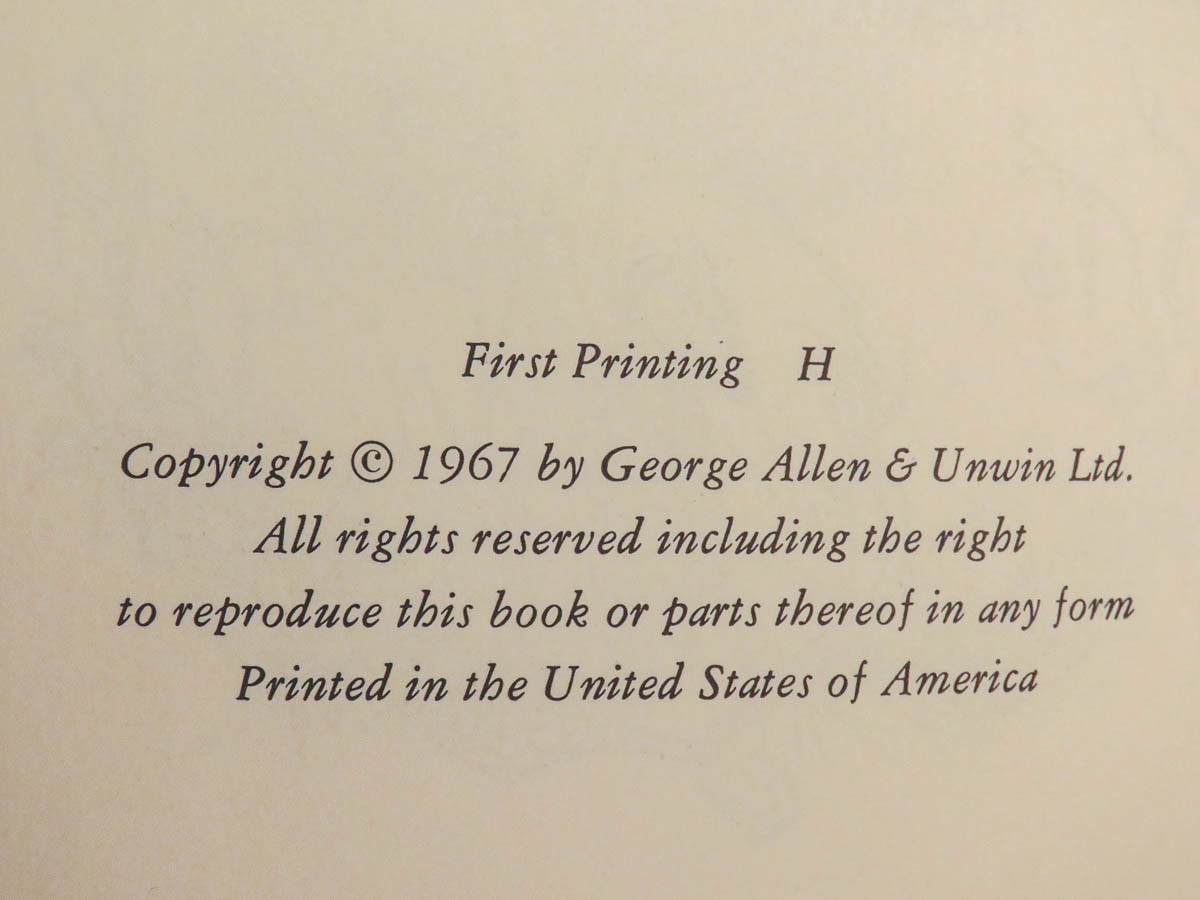 First Printing H
Copyright © 1967 by George Allen & Unwin Ltd.
All rights reserved including the right
to reproduce this book or parts thereof in any form
Printed in the United States of America